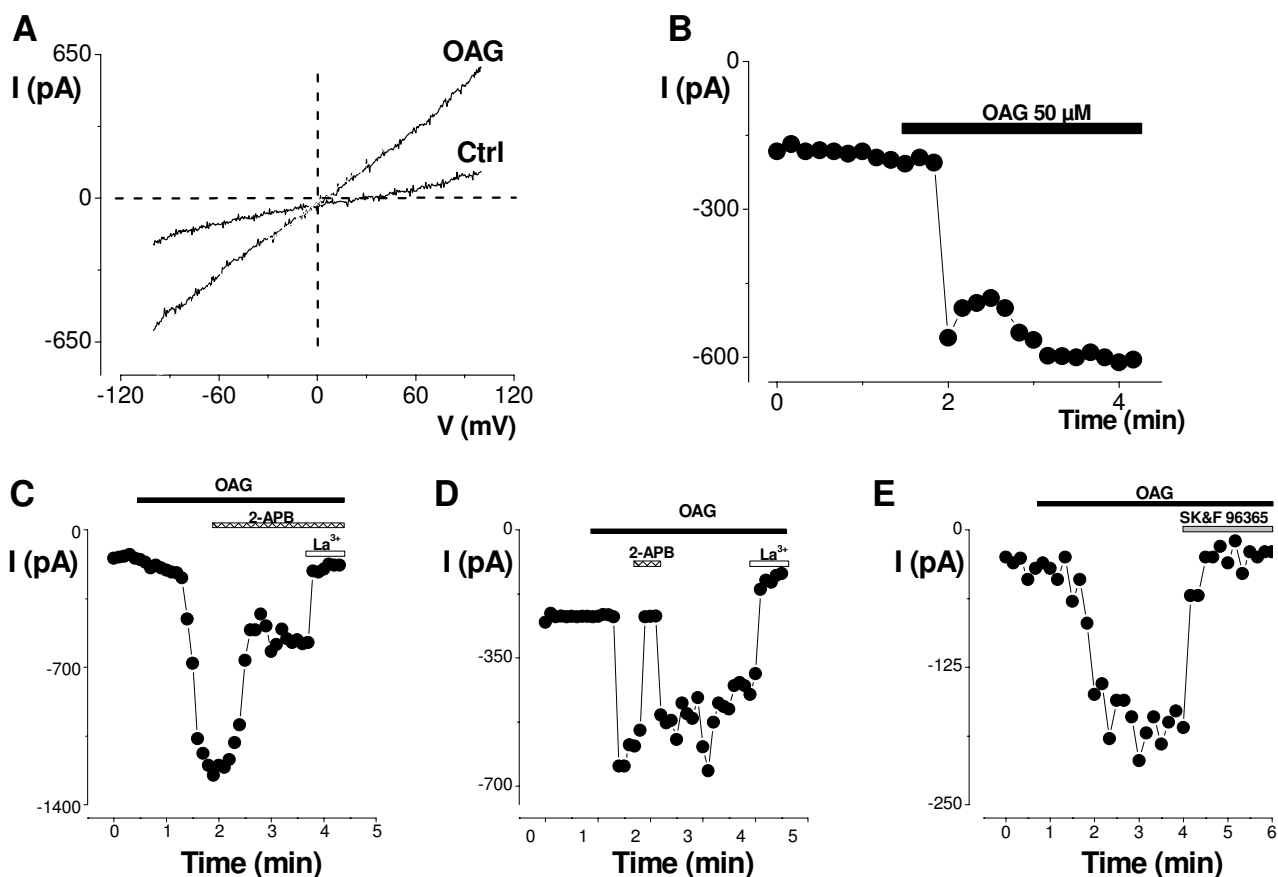 A
650
I (pA)
0
-650
OAG
Ctrl
-120 -60 0 60 120
V (mV)
B
0
I (pA)
-300
-600
OAG 50 µM
0 2 4
Time (min)
C
OAG
2-APB
La3+
0
I (pA)
-700
-1400
0 1 2 3 4 5
Time (min)
D
OAG
2-APB
La3+
0
I (pA)
-350
-700
0 1 2 3 4 5
Time (min)
E
OAG
SK&F 96365
0
I (pA)
-125
-250
0 1 2 3 4 5 6
Time (min)